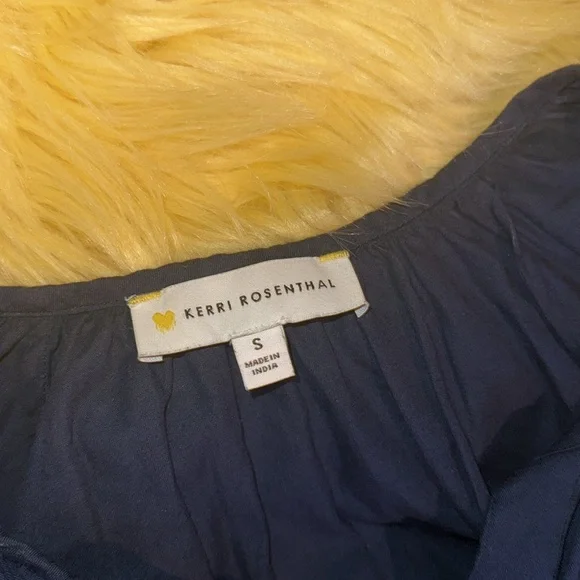 KERRI ROSENTHAL
S
MADE IN
INDIA